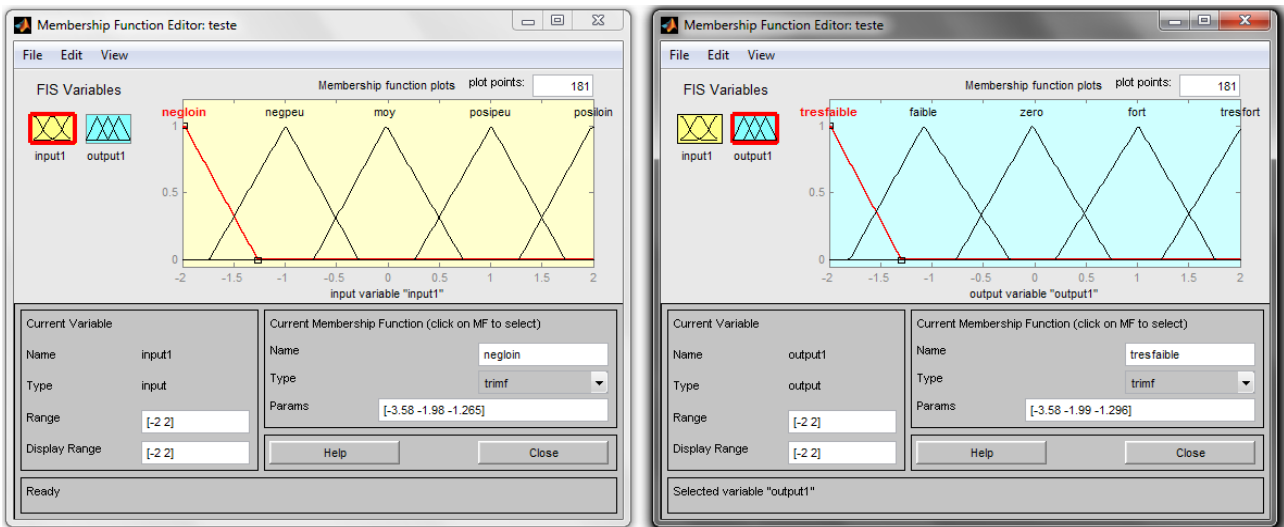 Membership Function Editor: teste
File Edit View
FIS Variables
Membership function plots plot points: 181
negloin negpeu moy posipeu posiloin
1
0.5
0
-2 -1.5 -1 -0.5 0 0.5 1 1.5 2
input variable "input1"
input1 output1
Current Variable
Name input1
Type input
Range [-2 2]
Display Range [-2 2]
Current Membership Function (click on MF to select)
Name negloin
Type trimf
Params [-3.58 -1.98 -1.265]
Help Close
Ready
Membership Function Editor: teste
File Edit View
FIS Variables
Membership function plots plot points: 181
tresfaible faible zero fort tresfort
1
0.5
0
-2 -1.5 -1 -0.5 0 0.5 1 1.5 2
output variable "output1"
input1 output1
Current Variable
Name output1
Type output
Range [-2 2]
Display Range [-2 2]
Current Membership Function (click on MF to select)
Name tresfaible
Type trimf
Params [-3.58 -1.99 -1.296]
Help Close
Selected variable "output1"